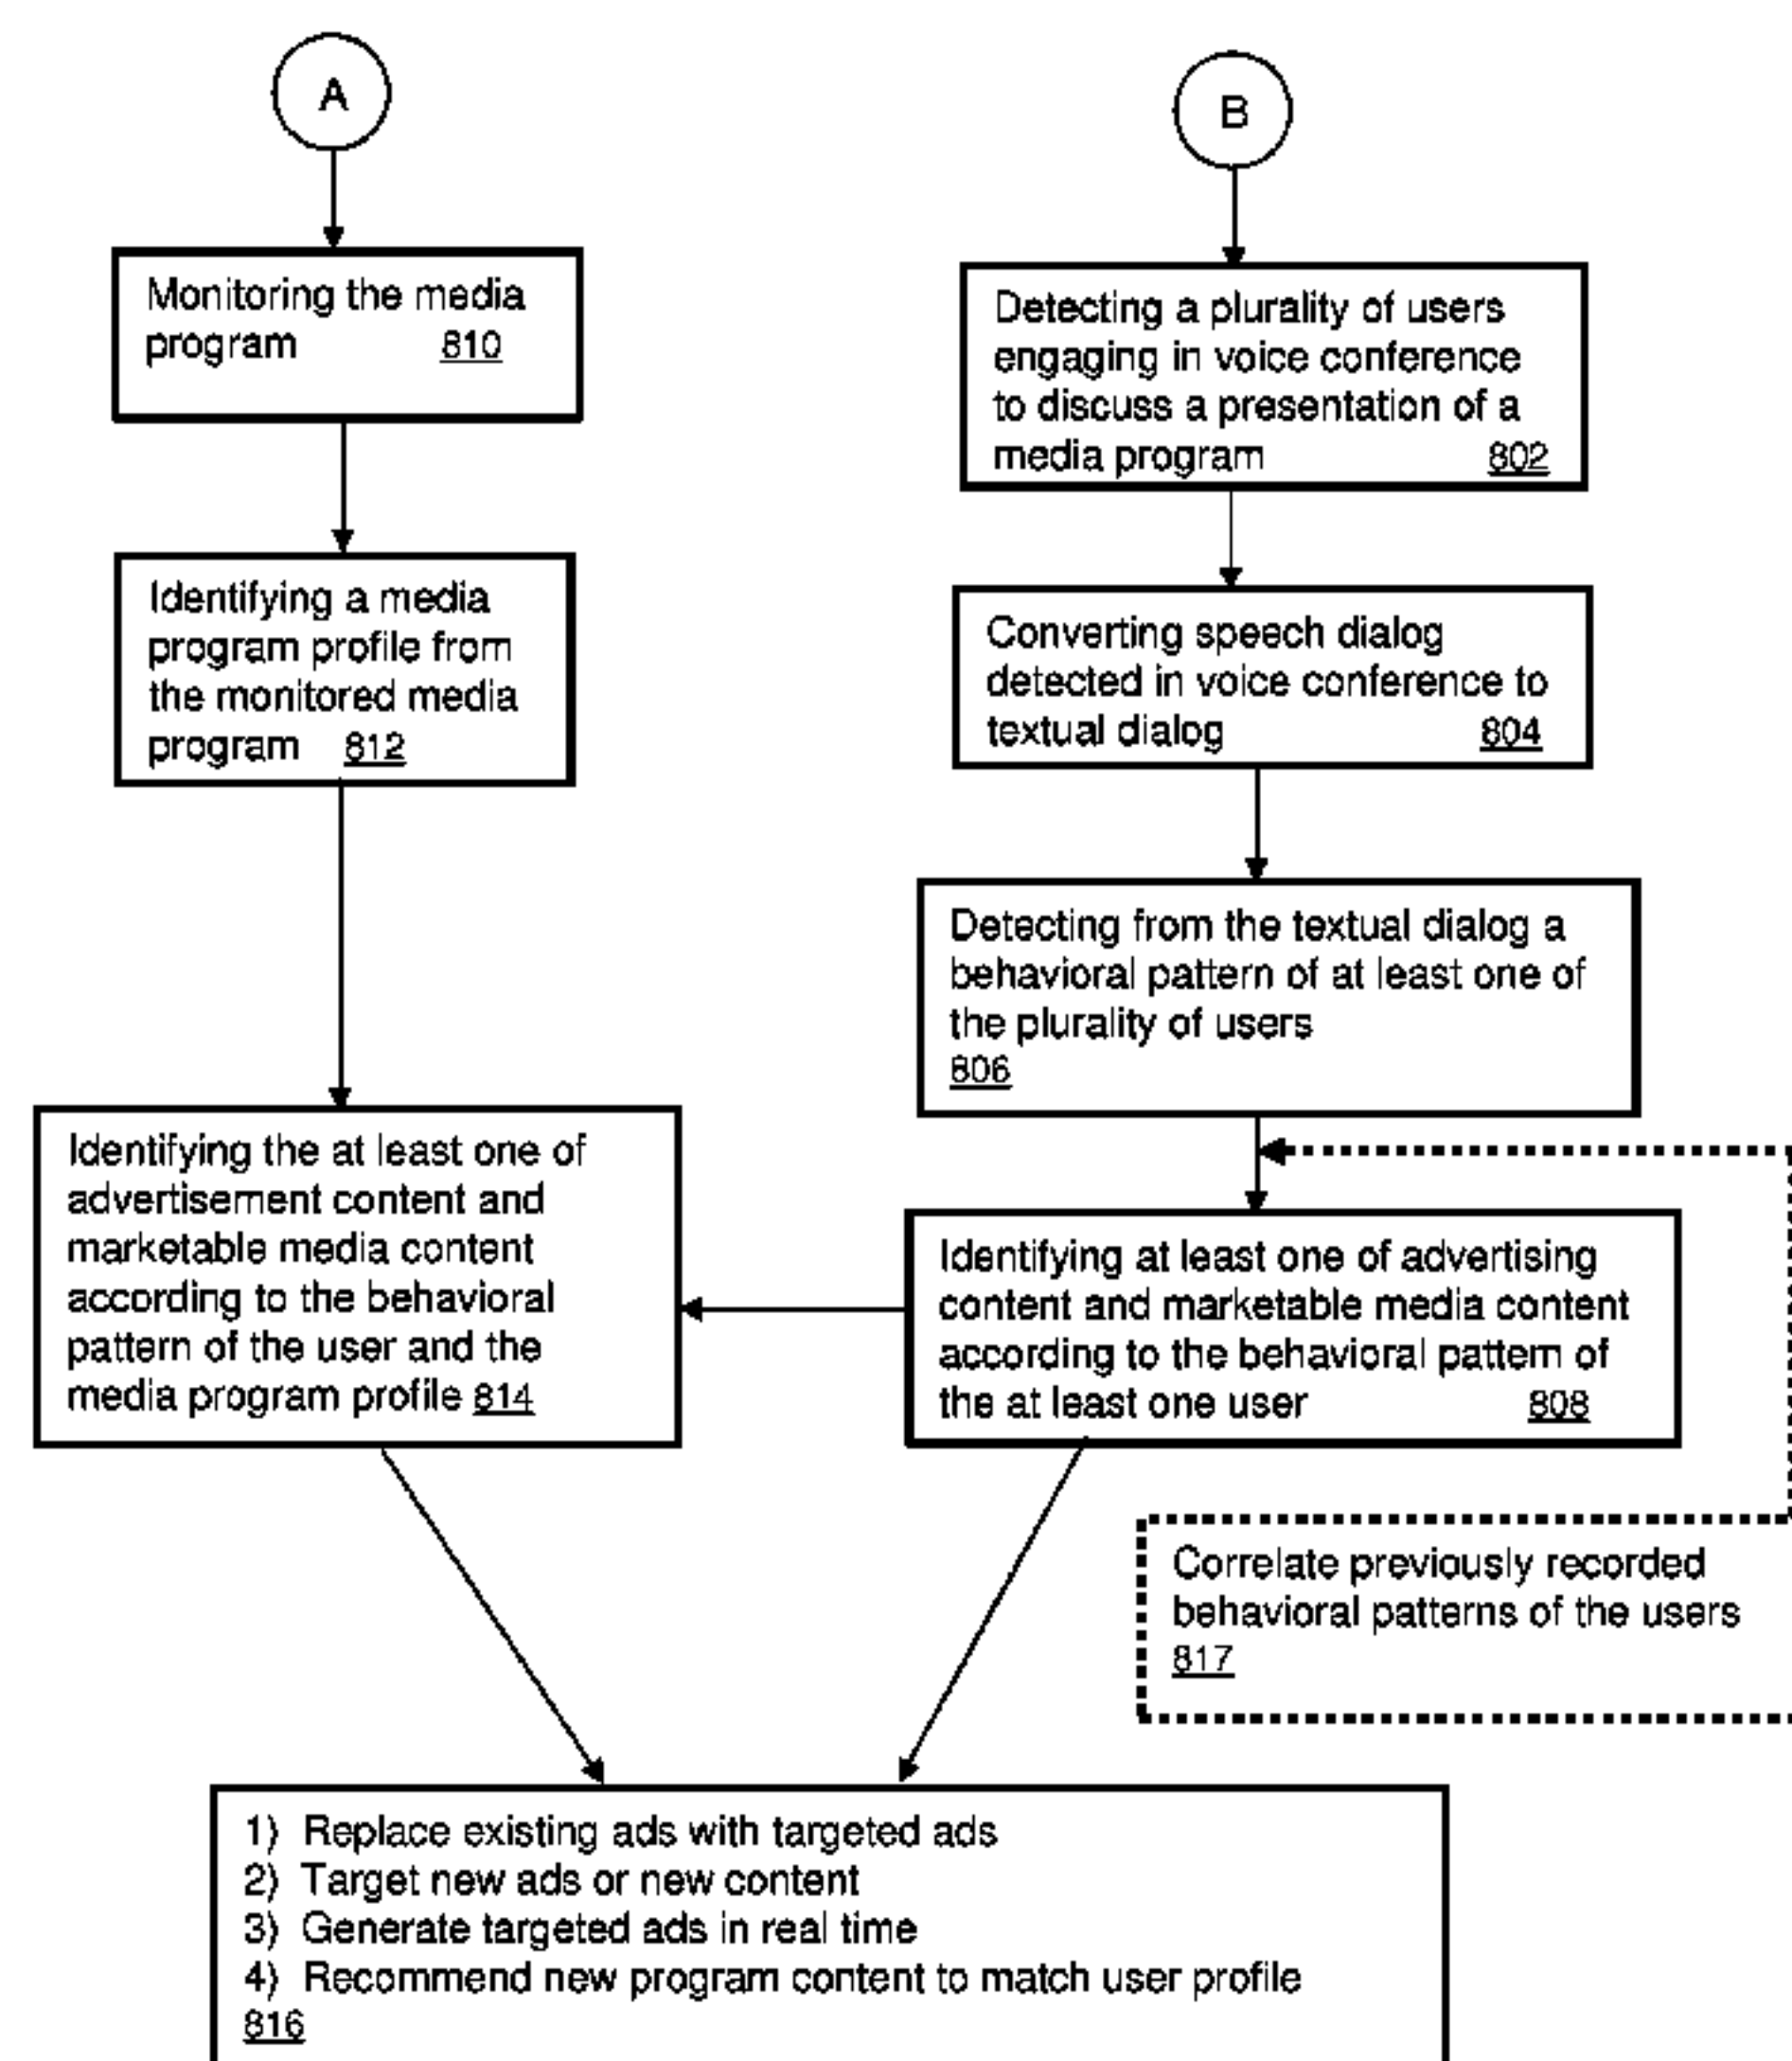 A
Monitoring the media
program 810
Identifying a media
program profile from
the monitored media
program 812
Identifying the at least one of
advertisement content and
marketable media content
according to the behavioral
pattern of the user and the
media program profile 814
B
Detecting a plurality of users
engaging in voice conference
to discuss a presentation of a
media program 802
Converting speech dialog
detected in voice conference to
textual dialog 804
Detecting from the textual dialog a
behavioral pattern of at least one of
the plurality of users
806
Identifying at least one of advertising
content and marketable media content
according to the behavioral pattern of
the at least one user 808
Correlate previously recorded
behavioral patterns of the users
817
1) Replace existing ads with targeted ads
2) Target new ads or new content
3) Generate targeted ads in real time
4) Recommend new program content to match user profile
816